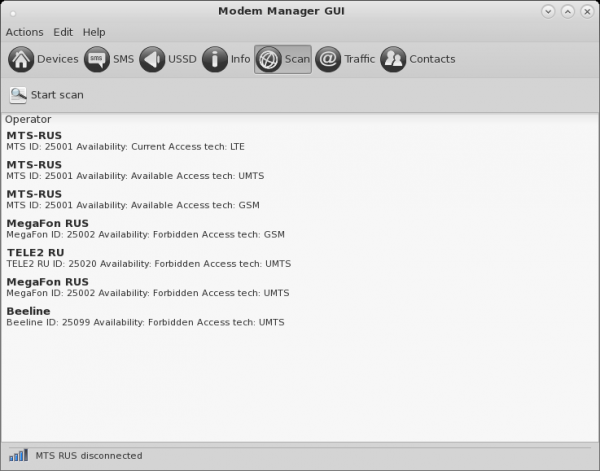 Modem Manager GUI
Actions Edit Help
Devices sms SMS USSD i Info Scan @ Traffic Contacts
Start scan
Operator
MTS-RUS
MTS ID: 25001 Availability: Current Access tech: LTE
MTS-RUS
MTS ID: 25001 Availability: Available Access tech: UMTS
MTS-RUS
MTS ID: 25001 Availability: Available Access tech: GSM
MegaFon RUS
MegaFon ID: 25002 Availability: Forbidden Access tech: GSM
TELE2 RU
TELE2 RU ID: 25020 Availability: Forbidden Access tech: UMTS
MegaFon RUS
MegaFon ID: 25002 Availability: Forbidden Access tech: UMTS
Beeline
Beeline ID: 25099 Availability: Forbidden Access tech: UMTS
MTS RUS disconnected